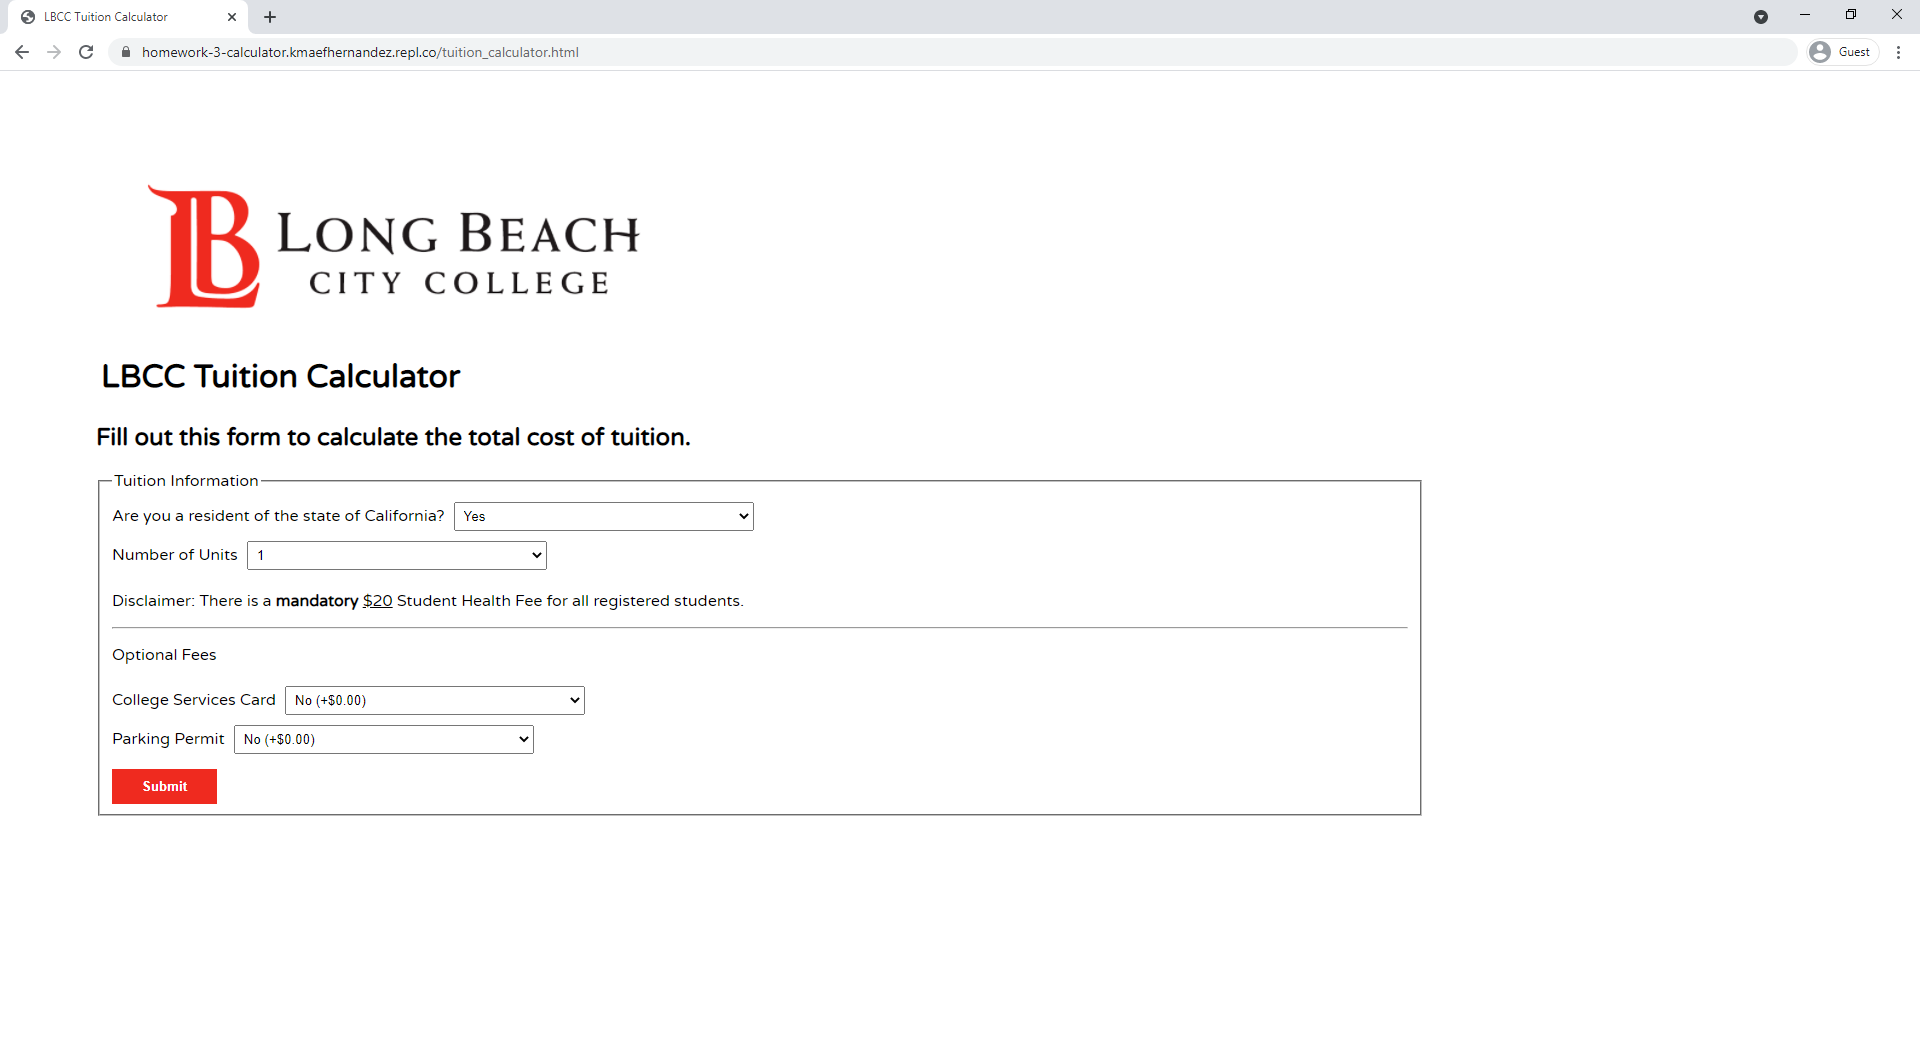 LBCC Tuition Calculator
homework-3-calculator.kmaefhernandez.repl.co/tuition_calculator.html
Guest
LB LONG BEACH
CITY COLLEGE
LBCC Tuition Calculator
Fill out this form to calculate the total cost of tuition.
Tuition Information
Are you a resident of the state of California? Yes
Number of Units 1
Disclaimer: There is a mandatory $20 Student Health Fee for all registered students.
Optional Fees
College Services Card No (+$0.00)
Parking Permit No (+$0.00)
Submit